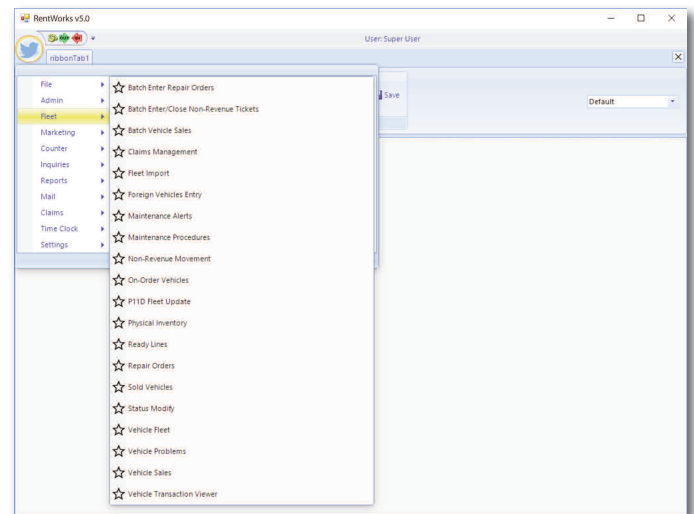 RentWorks v5.0
OUT IN
User: Super User
ribbonTab1
File
Admin
Fleet
Marketing
Counter
Inquiries
Reports
Mail
Claims
Time Clock
Settings
Batch Enter Repair Orders
Batch Enter/Close Non-Revenue Tickets
Batch Vehicle Sales
Claims Management
Fleet Import
Foreign Vehicles Entry
Maintenance Alerts
Maintenance Procedures
Non-Revenue Movement
On-Order Vehicles
P11D Fleet Update
Physical Inventory
Ready Lines
Repair Orders
Sold Vehicles
Status Modify
Vehicle Fleet
Vehicle Problems
Vehicle Sales
Vehicle Transaction Viewer
Save
Default